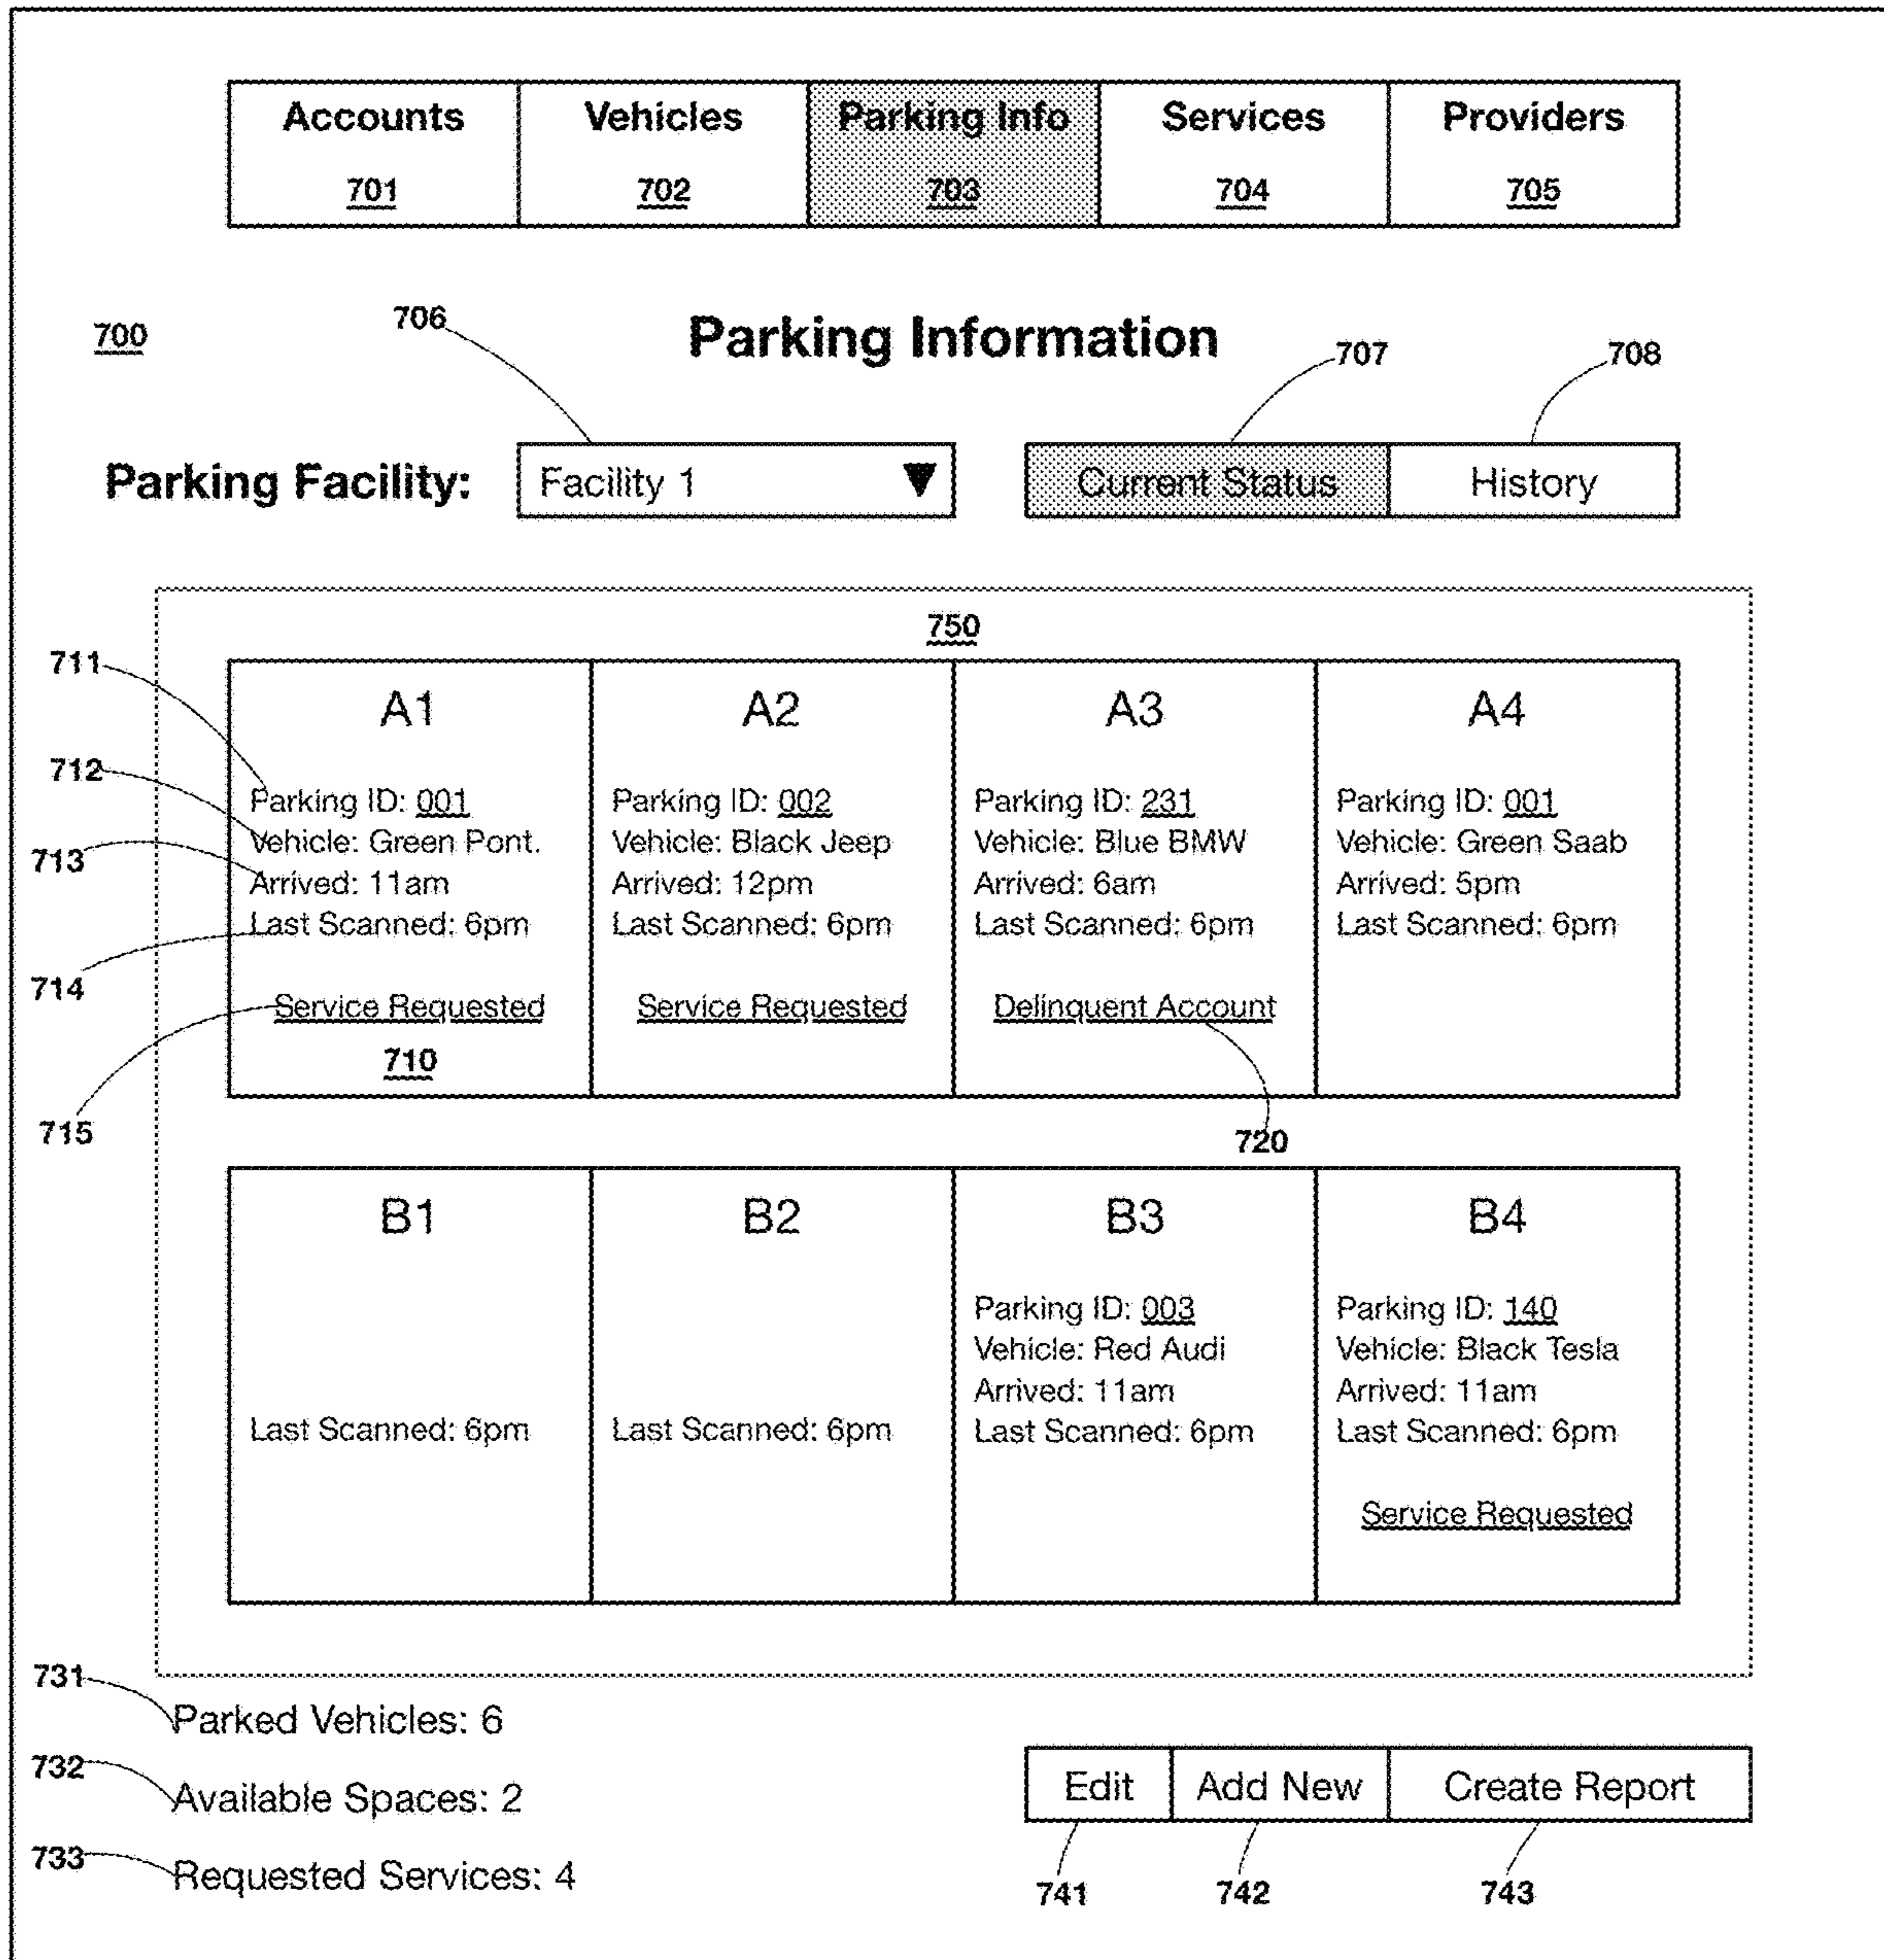 Accounts Vehicles Parking Info Services Providers
701 702 703 704 705
700 706 Parking Information 707 708
Parking Facility: Facility 1 Current Status History
750
711
A1 A2 A3 A4
712
Parking ID: 001 Parking ID: 002 Parking ID: 231 Parking ID: 001
Vehicle: Green Pont. Vehicle: Black Jeep Vehicle: Blue BMW Vehicle: Green Saab
713
Arrived: 11am Arrived: 12pm Arrived: 6am Arrived: 5pm
Last Scanned: 6pm Last Scanned: 6pm Last Scanned: 6pm Last Scanned: 6pm
714
Service Requested Service Requested Delinquent Account
710
715 720
B1 B2 B3 B4
Parking ID: 003 Parking ID: 140
Vehicle: Red Audi Vehicle: Black Tesla
Arrived: 11am Arrived: 11am
Last Scanned: 6pm Last Scanned: 6pm Last Scanned: 6pm Last Scanned: 6pm
Service Requested
731
Parked Vehicles: 6
732
Available Spaces: 2 Edit Add New Create Report
733
Requested Services: 4
741 742 743